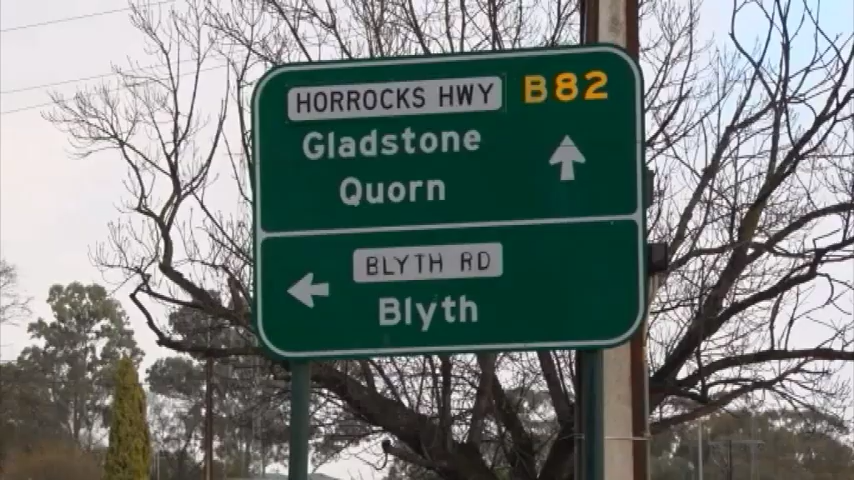 HORROCKS HWY B82
Gladstone
Quorn
BLYTH RD
Blyth